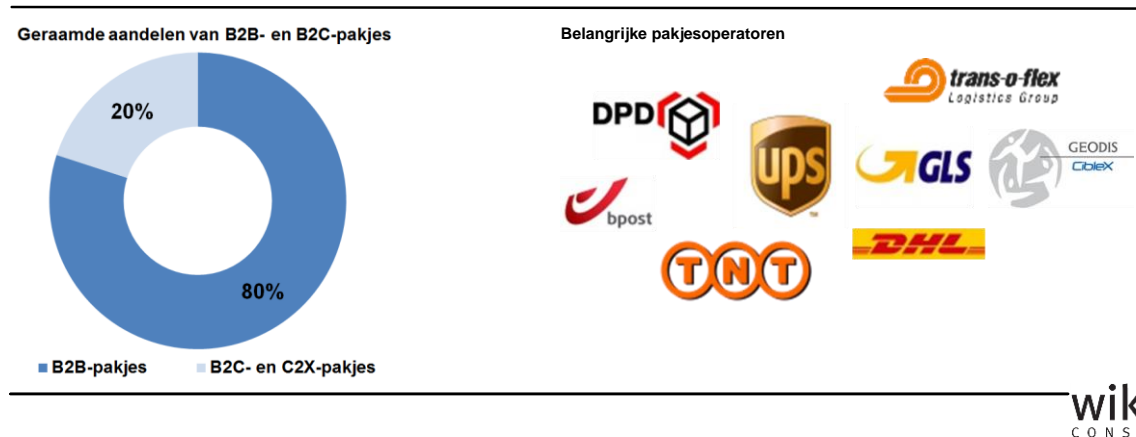 Geraamde aandelen van B2B- en B2C-pakjes
20%
80%
B2B-pakjes
B2C- en C2X-pakjes
Belangrijke pakjesoperatoren
trans-o-flex
Logistics Group
DPD
ups
GLS
GEODIS
CibleX
bpost
DHL
TNT
wik
CONS